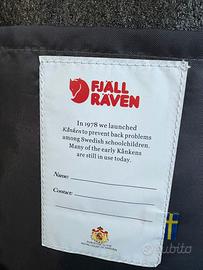 FJÄLL
RÄVEN
In 1978 we launched
Kånken to prevent back problems
among Swedish schoolchildren.
Many of the early Kånkens
are still in use today.
Name:
Contact:
subito